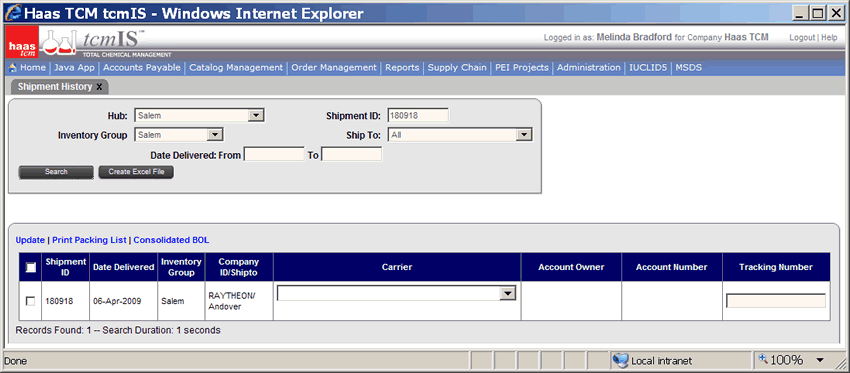 Haas TCM tcmIS - Windows Internet Explorer
haas tcm
tcmIS™
TOTAL CHEMICAL MANAGEMENT
Logged in as: Melinda Bradford for Company Haas TCM
Logout | Help
Home | Java App | Accounts Payable | Catalog Management | Order Management | Reports | Supply Chain | PEI Projects | Administration | IUCLID5 | MSDS
Shipment History X
Hub: Salem Shipment ID: 180918
Inventory Group Salem Ship To: All
Date Delivered: From To
Search Create Excel File
Update | Print Packing List | Consolidated BOL
Shipment ID Date Delivered Inventory Group Company ID/Shipto Carrier Account Owner Account Number Tracking Number
180918 06-Apr-2009 Salem RAYTHEON/ Andover
Records Found: 1 -- Search Duration: 1 seconds
Done Local intranet 100%